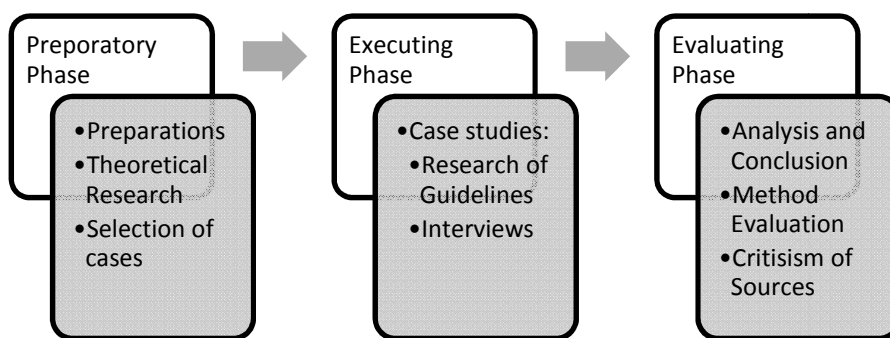 Preporatory
Phase
•Preparations
•Theoretical
Research
•Selection of
cases
Executing
Phase
•Case studies:
•Research of
Guidelines
•Interviews
Evaluating
Phase
•Analysis and
Conclusion
•Method
Evaluation
•Critisism of
Sources